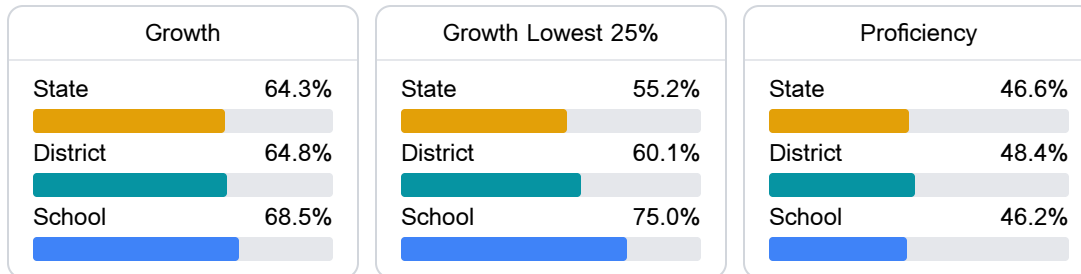 Growth
State 64.3%
District 64.8%
School 68.5%
Growth Lowest 25%
State 55.2%
District 60.1%
School 75.0%
Proficiency
State 46.6%
District 48.4%
School 46.2%